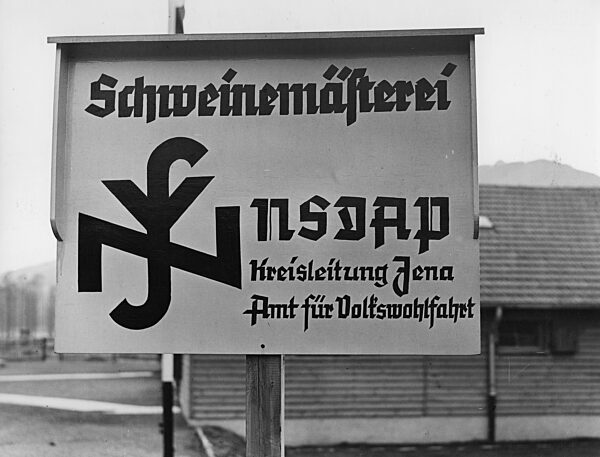 Schweinemästerei
NSDAP
Kreisleitung Jena
Amt für Volkswohlfahrt